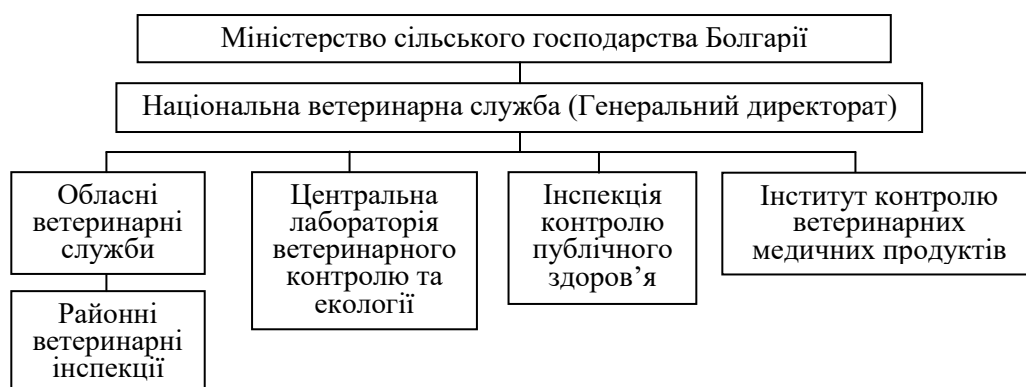 Міністерство сільського господарства Болгарії
Національна ветеринарна служба (Генеральний директорат)
Обласні
ветеринарні
служби
Центральна
лабораторія
ветеринарного
контролю та
екології
Інспекція
контролю
публічного
здоров’я
Інститут контролю
ветеринарних
медичних продуктів
Районні
ветеринарні
інспекції